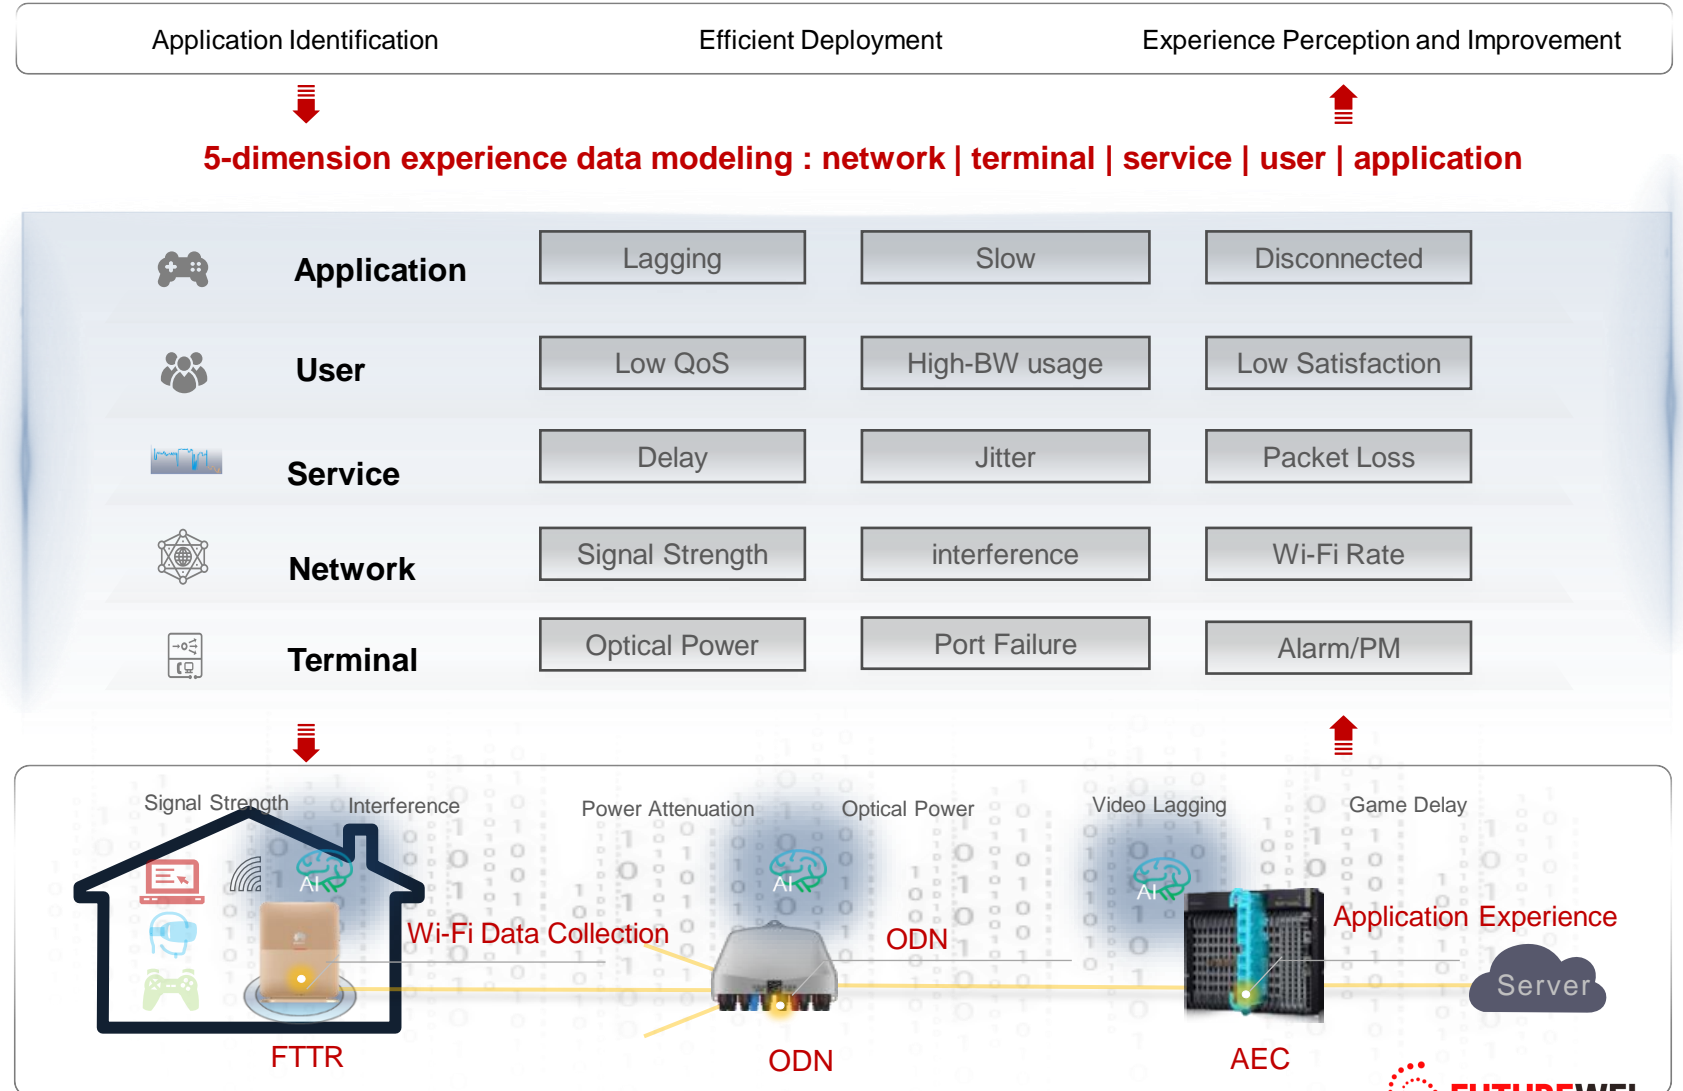 Application Identification
Efficient Deployment
Experience Perception and Improvement
5-dimension experience data modeling : network | terminal | service | user | application
Application
Lagging
Slow
Disconnected
User
Low QoS
High-BW usage
Low Satisfaction
Service
Delay
Jitter
Packet Loss
Network
Signal Strength
interference
Wi-Fi Rate
Terminal
Optical Power
Port Failure
Alarm/PM
Signal Strength
Interference
Power Attenuation
Optical Power
Video Lagging
Game Delay
AI
AI
AI
Wi-Fi Data Collection
ODN
Application Experience
Server
FTTR
ODN
AEC